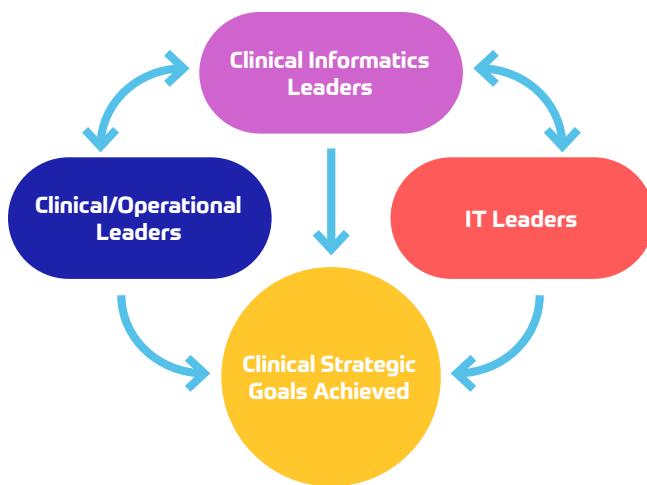 Clinical Informatics
Leaders
Clinical/Operational
Leaders
IT Leaders
Clinical Strategic
Goals Achieved